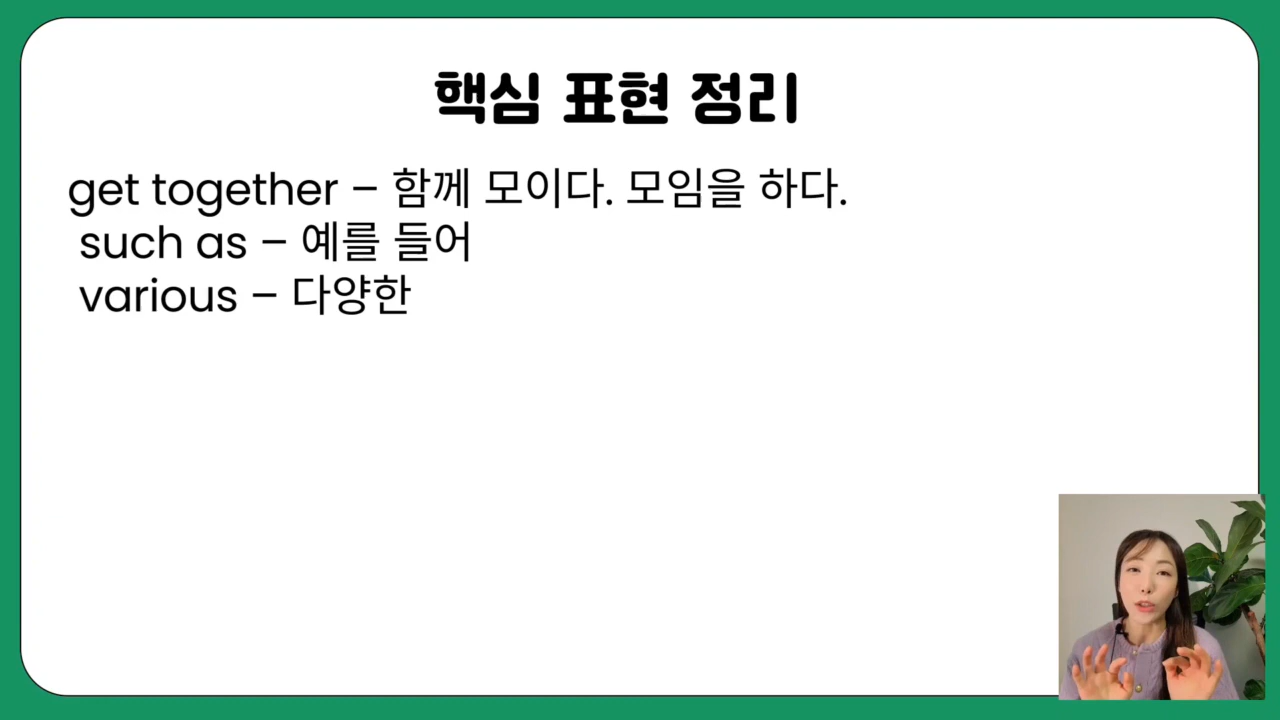 핵심 표현 정리
get together – 함께 모이다. 모임을 하다.
such as – 예를 들어
various – 다양한